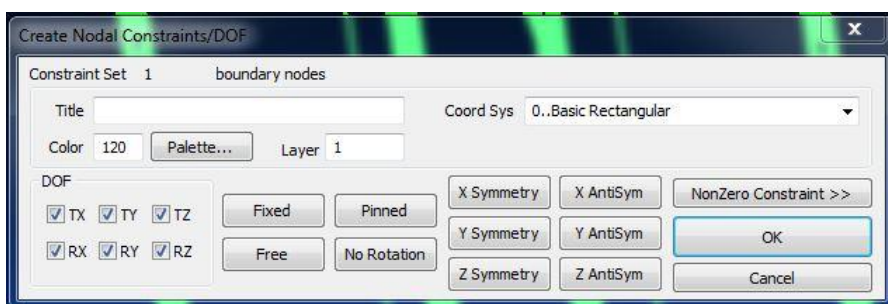 Create Nodal Constraints/DOF
Constraint Set 1 boundary nodes
Title
Coord Sys 0..Basic Rectangular
Color 120 Palette... Layer 1
DOF
TX TY TZ
RX RY RZ
Fixed Pinned
Free No Rotation
X Symmetry X AntiSym
Y Symmetry Y AntiSym
Z Symmetry Z AntiSym
NonZero Constraint >>
OK
Cancel